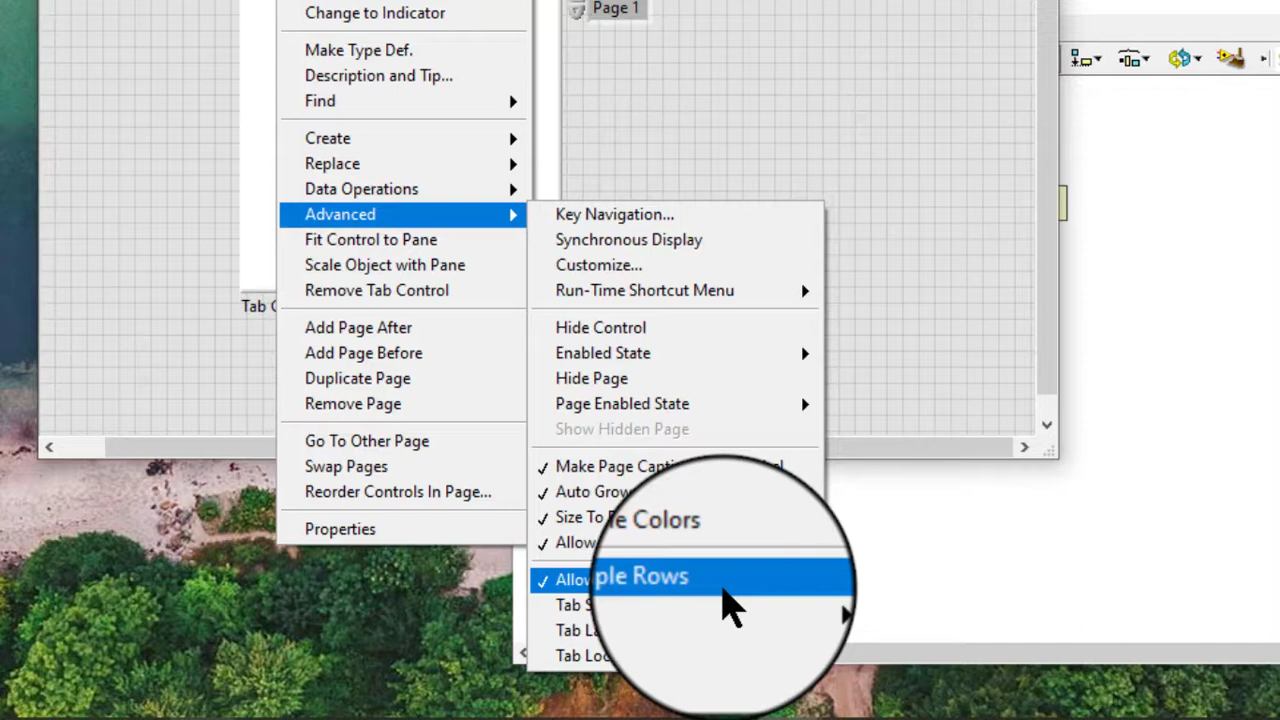 Change to Indicator
Page 1
Make Type Def.
Description and Tip...
Find
Create
Replace
Data Operations
Advanced
Fit Control to Pane
Scale Object with Pane
Remove Tab Control
Add Page After
Add Page Before
Duplicate Page
Remove Page
Go To Other Page
Swap Pages
Reorder Controls In Page...
Properties
Tab
Key Navigation...
Synchronous Display
Customize...
Run-Time Shortcut Menu
Hide Control
Enabled State
Hide Page
Page Enabled State
Show Hidden Page
Make Page
Auto Grow
Size To
Colors
Allow
Allow
ple Rows
Tab
Tab
Tab